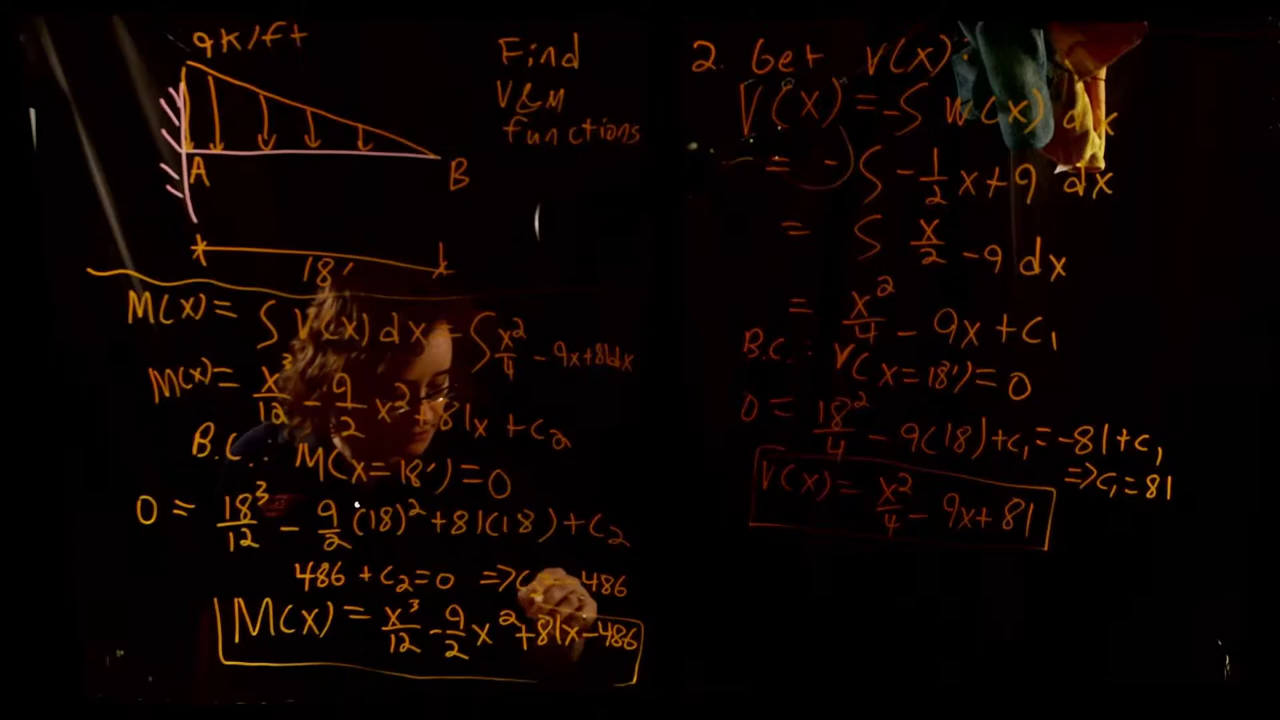 9k/ft
Find
V&M
functions
A
B
18'
M(x) = ∫ V(x) dx = ∫ x²/4 - 9x+81dx
M(x) = x³/12 - 9/2 x² + 81x + C₂
B.C.: M(x=18') = 0
0 = 18³/12 - 9/2 (18)² + 81(18) + C₂
486 + C₂ = 0 => C 486
M(x) = x³/12 - 9/2 x² + 81x - 486
2. Get V(x):
V(x) = -∫ w(x) dx
= -∫ -1/2 x + 9 dx
= ∫ x/2 - 9 dx
= x²/4 - 9x + C₁
B.C.: V(x=18') = 0
0 = 18²/4 - 9(18) + C₁ = -81 + C₁
=> C₁ = 81
V(x) = x²/4 - 9x + 81